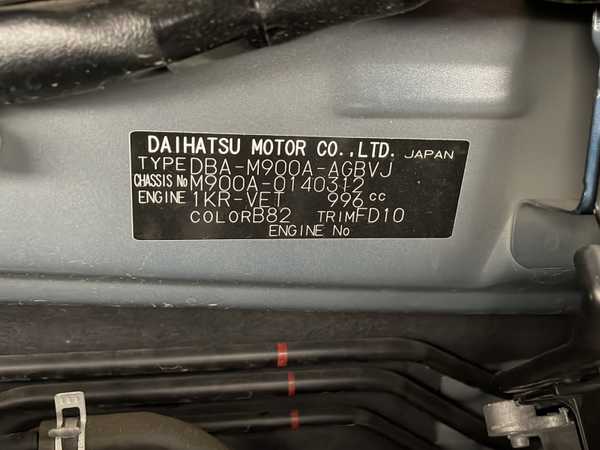 DAIHATSU MOTOR CO.,LTD. JAPAN
TYPE DBA-M900A-AGBVJ
CHASSIS No M900A-0140312
ENGINE 1KR-VET 996 cc
COLOR B82 TRIM FD10
ENGINE No